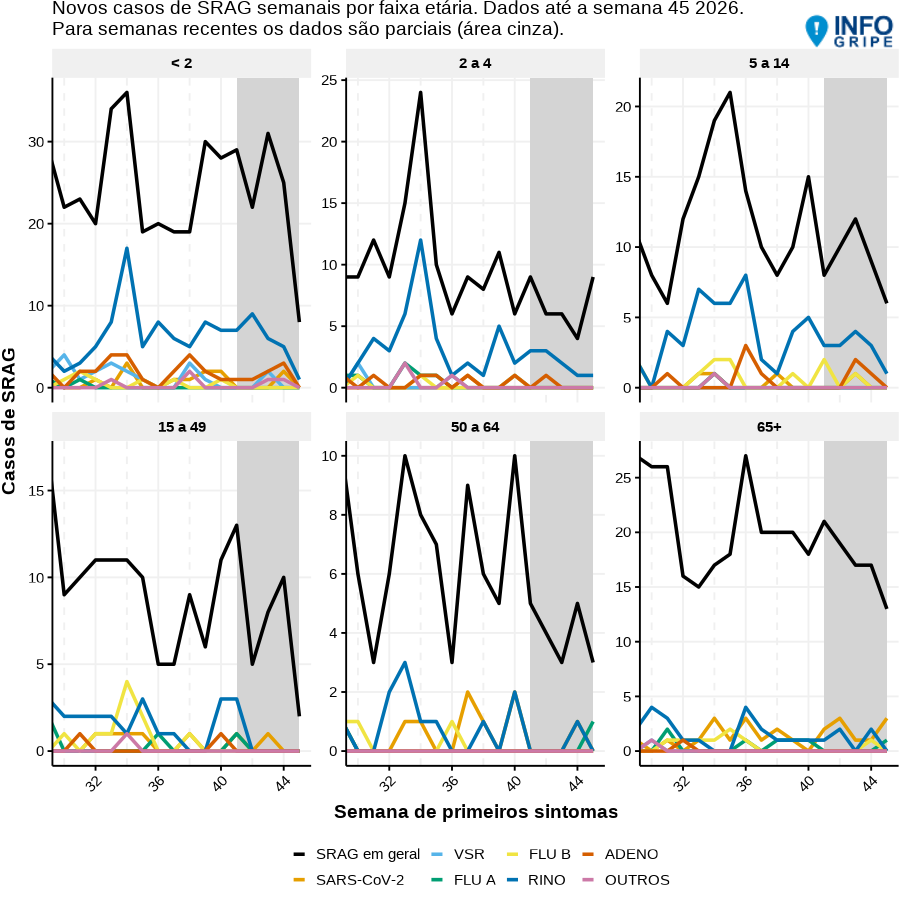 Novos casos de SRAG semanais por faixa etária. Dados até a semana 45 2026.
Para semanas recentes os dados são parciais (área cinza).
INFO
GRIPE
< 2
2 a 4
5 a 14
30
20
10
0
25
20
15
10
5
0
20
15
10
5
0
Casos de SRAG
15 a 49
50 a 64
65+
15
10
5
0
10
8
6
4
2
0
25
20
15
10
5
0
32 36 40 44
32 36 40 44
32 36 40 44
Semana de primeiros sintomas
SRAG em geral VSR FLU B ADENO
SARS-CoV-2 FLU A RINO OUTROS